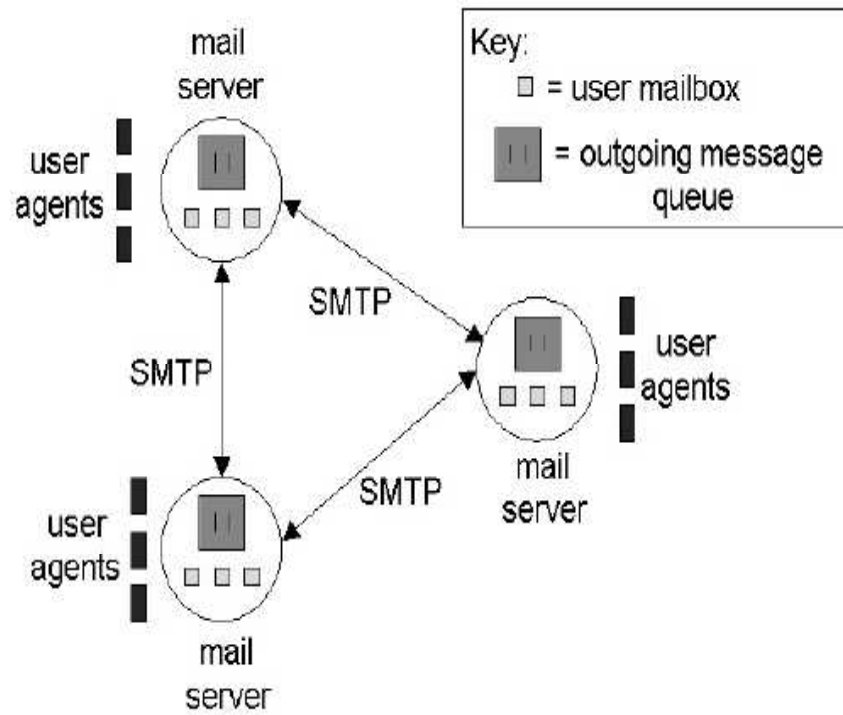 mail
server
Key:
= user mailbox
= outgoing message
queue
user
agents
SMTP
SMTP
user
agents
SMTP
mail
server
user
agents
mail
server